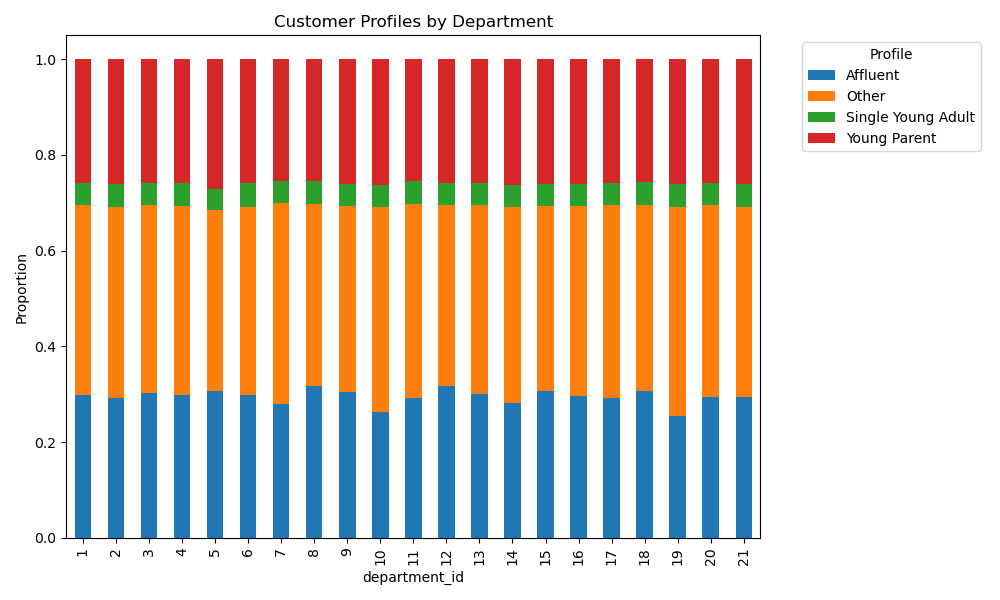 Customer Profiles by Department
Profile
Affluent
Other
Single Young Adult
Young Parent
Proportion
1.0
0.8
0.6
0.4
0.2
0.0
1 2 3 4 5 6 7 8 9 10 11 12 13 14 15 16 17 18 19 20 21
department_id